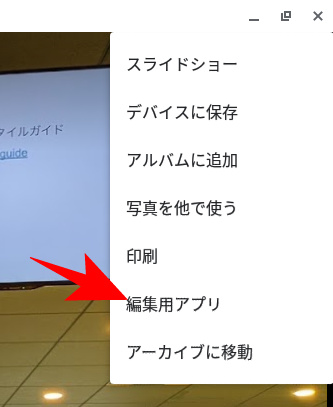 タイルガイド
guide
スライドショー
デバイスに保存
アルバムに追加
写真を他で使う
印刷
編集用アプリ
アーカイブに移動